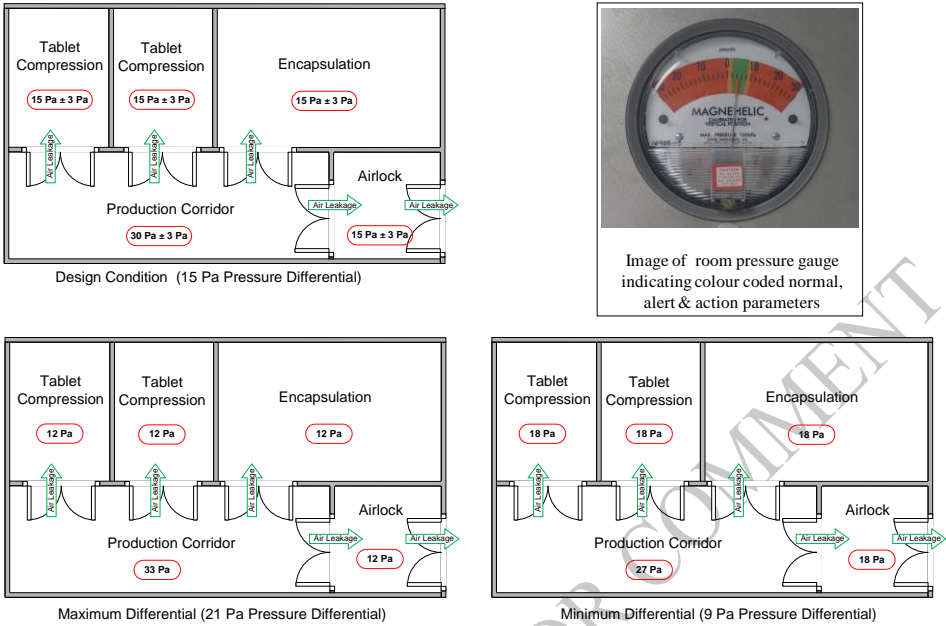 Tablet
Compression
Tablet
Compression
Encapsulation
15 Pa ± 3 Pa
15 Pa ± 3 Pa
15 Pa ± 3 Pa
Air Leakage
Air Leakage
Air Leakage
Airlock
Air Leakage
Air Leakage
Production Corridor
30 Pa ± 3 Pa
15 Pa ± 3 Pa
Design Condition (15 Pa Pressure Differential)
MAGNEHELIC
Image of room pressure gauge
indicating colour coded normal,
alert & action parameters
Tablet
Compression
Tablet
Compression
Encapsulation
12 Pa
12 Pa
12 Pa
Air Leakage
Air Leakage
Air Leakage
Airlock
Air Leakage
Air Leakage
Production Corridor
33 Pa
12 Pa
Maximum Differential (21 Pa Pressure Differential)
Tablet
Compression
Tablet
Compression
Encapsulation
18 Pa
18 Pa
18 Pa
Air Leakage
Air Leakage
Air Leakage
Airlock
Air Leakage
Air Leakage
Production Corridor
27 Pa
18 Pa
Minimum Differential (9 Pa Pressure Differential)
OR COMMENT